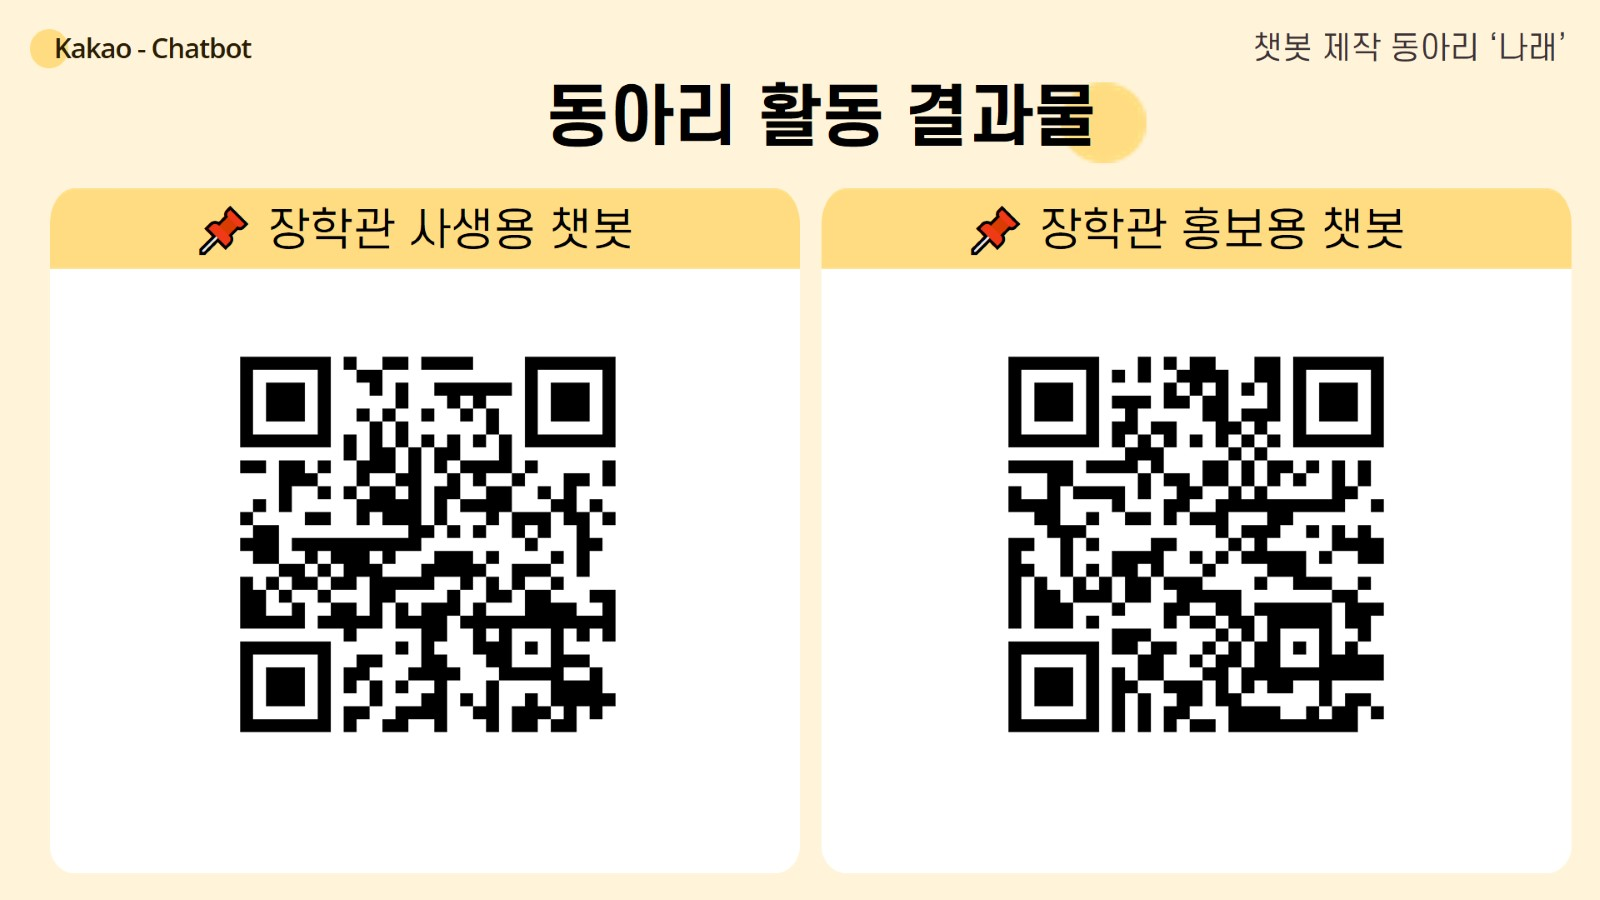 Kakao - Chatbot
챗봇 제작 동아리 ‘나래’
동아리 활동 결과물
장학관 사생용 챗봇
장학관 홍보용 챗봇